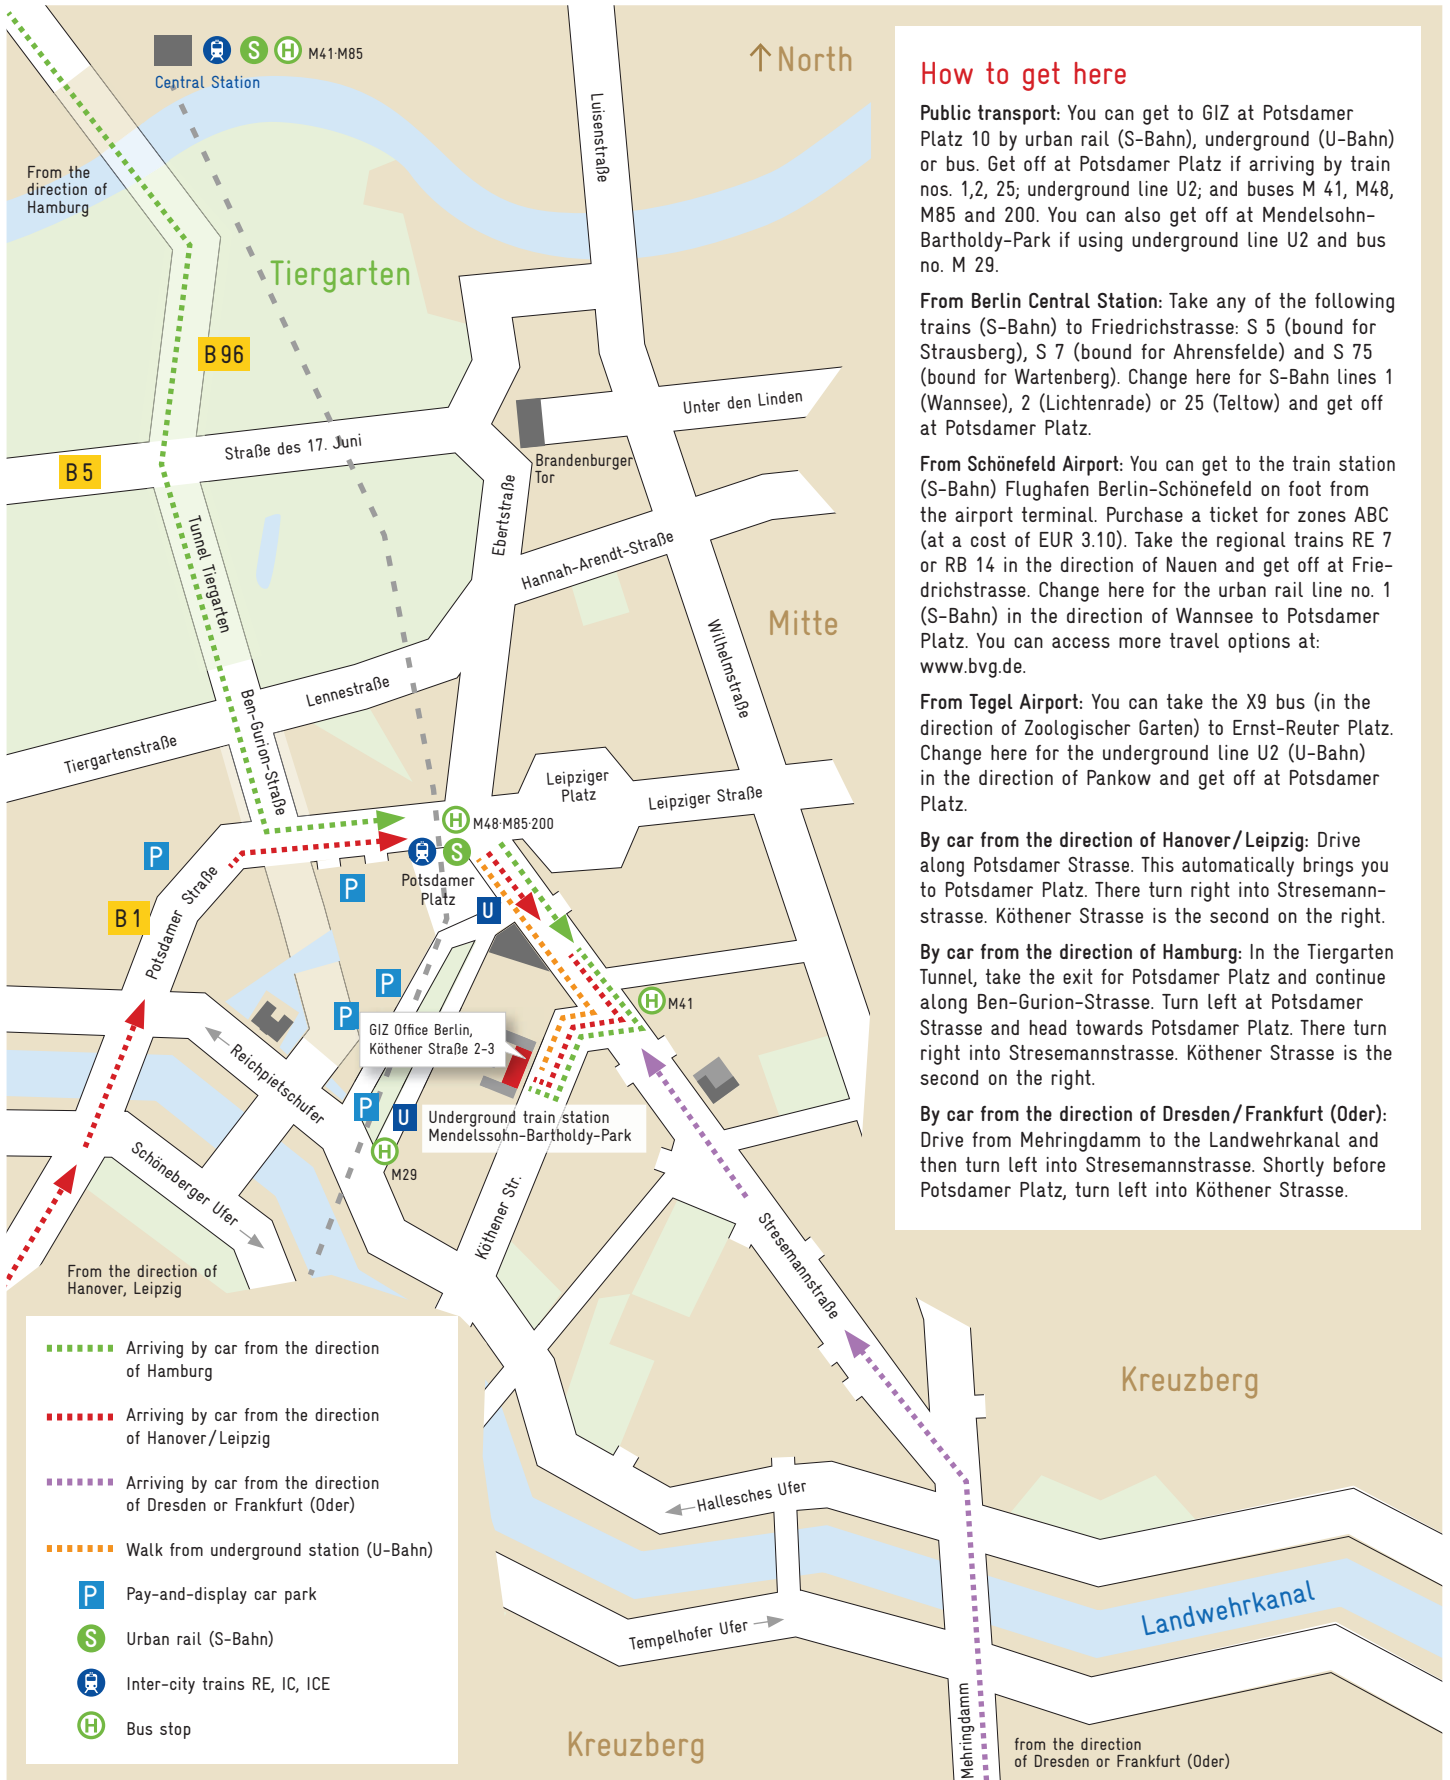 M41·M85
Central Station
North
Luisenstraße
From the
direction of
Hamburg
Tiergarten
B 96
Unter den Linden
Straße des 17. Juni
B 5
Brandenburger
Tor
Ebertstraße
Tunnel Tiergarten
Hannah-Arendt-Straße
Mitte
Wilhelmstraße
Lennestraße
Ben-Gurion-Straße
Tiergartenstraße
Leipziger
Platz
Leipziger Straße
H
M48·M85·200
P
S
Potsdamer
Platz
P
U
B 1
Potsdamer Straße
P
P
H
M41
GIZ Office Berlin,
Köthener Straße 2-3
Reichpietschufer
P
U
Underground train station
Mendelssohn-Bartholdy-Park
H
M29
Schöneberger Ufer
Köthener Str.
Stresemannstraße
From the direction of
Hanover, Leipzig
Kreuzberg
Hallesches Ufer
Landwehrkanal
Tempelhofer Ufer
Mehringdamm
Kreuzberg
from the direction
of Dresden or Frankfurt (Oder)
Arriving by car from the direction
of Hamburg
Arriving by car from the direction
of Hanover/Leipzig
Arriving by car from the direction
of Dresden or Frankfurt (Oder)
Walk from underground station (U-Bahn)
P Pay-and-display car park
S Urban rail (S-Bahn)
Inter-city trains RE, IC, ICE
H Bus stop
How to get here
Public transport: You can get to GIZ at Potsdamer
Platz 10 by urban rail (S-Bahn), underground (U-Bahn)
or bus. Get off at Potsdamer Platz if arriving by train
nos. 1,2, 25; underground line U2; and buses M 41, M48,
M85 and 200. You can also get off at Mendelsohn-
Bartholdy-Park if using underground line U2 and bus
no. M 29.
From Berlin Central Station: Take any of the following
trains (S-Bahn) to Friedrichstrasse: S 5 (bound for
Strausberg), S 7 (bound for Ahrensfelde) and S 75
(bound for Wartenberg). Change here for S-Bahn lines 1
(Wannsee), 2 (Lichtenrade) or 25 (Teltow) and get off
at Potsdamer Platz.
From Schönefeld Airport: You can get to the train station
(S-Bahn) Flughafen Berlin-Schönefeld on foot from
the airport terminal. Purchase a ticket for zones ABC
(at a cost of EUR 3.10). Take the regional trains RE 7
or RB 14 in the direction of Nauen and get off at Frie-
drichstrasse. Change here for the urban rail line no. 1
(S-Bahn) in the direction of Wannsee to Potsdamer
Platz. You can access more travel options at:
www.bvg.de.
From Tegel Airport: You can take the X9 bus (in the
direction of Zoologischer Garten) to Ernst-Reuter Platz.
Change here for the underground line U2 (U-Bahn)
in the direction of Pankow and get off at Potsdamer
Platz.
By car from the direction of Hanover/Leipzig: Drive
along Potsdamer Strasse. This automatically brings you
to Potsdamer Platz. There turn right into Stresemann-
strasse. Köthener Strasse is the second on the right.
By car from the direction of Hamburg: In the Tiergarten
Tunnel, take the exit for Potsdamer Platz and continue
along Ben-Gurion-Strasse. Turn left at Potsdamer
Strasse and head towards Potsdamer Platz. There turn
right into Stresemannstrasse. Köthener Strasse is the
second on the right.
By car from the direction of Dresden/Frankfurt (Oder):
Drive from Mehringdamm to the Landwehrkanal and
then turn left into Stresemannstrasse. Shortly before
Potsdamer Platz, turn left into Köthener Strasse.